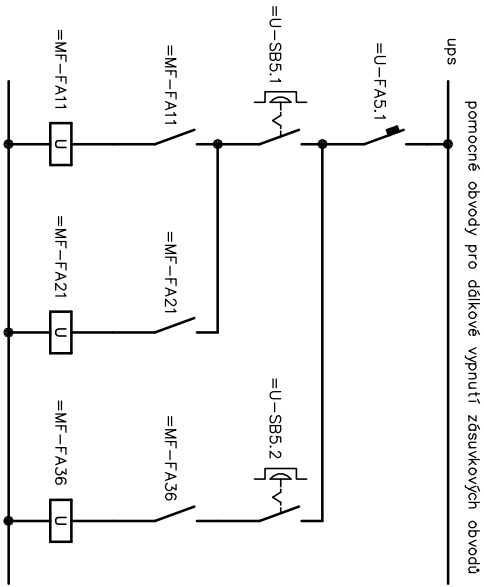 pomocné obvody pro dálkové vypnutí zásuvkových obvodů
ups
=U-FA5.1
=U-SB5.1
=U-SB5.2
=MF-FA11
=MF-FA21
=MF-FA36
=MF-FA11
=MF-FA21
=MF-FA36
U
U
U